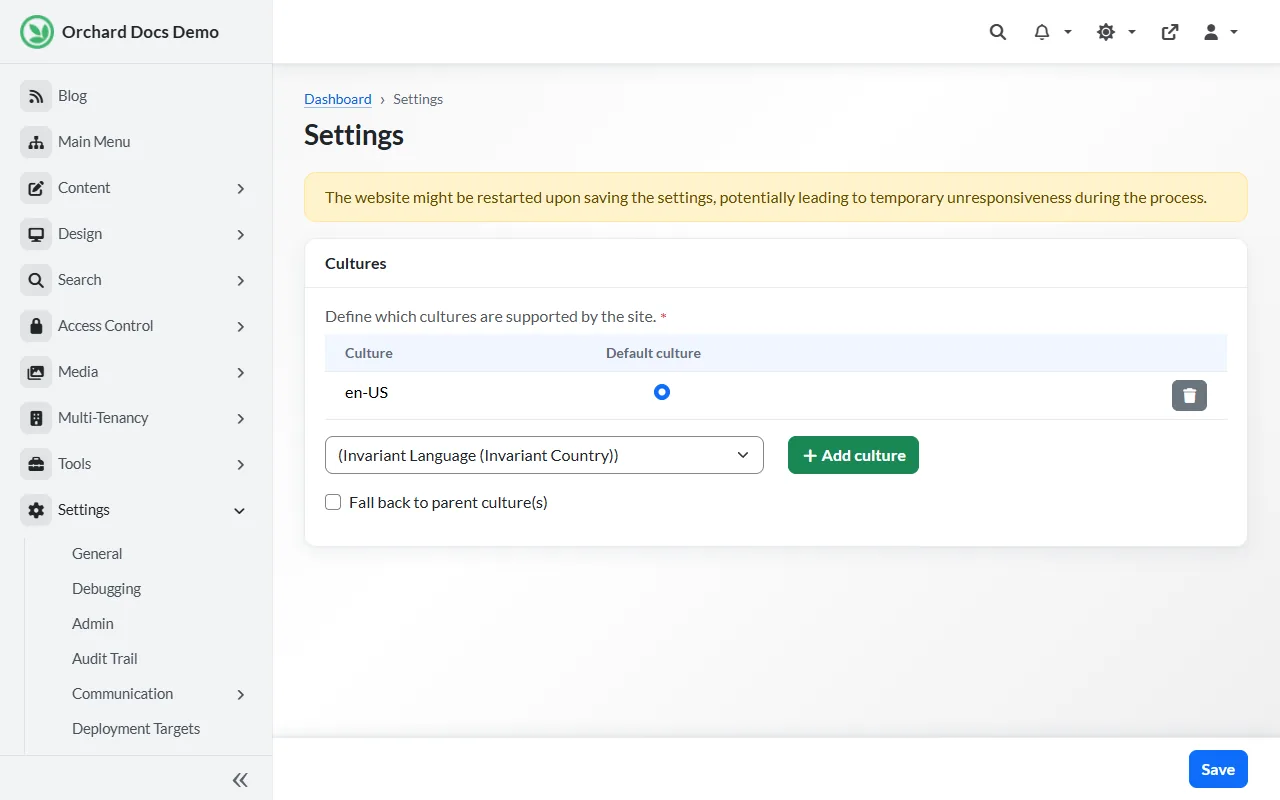 Orchard Docs Demo
Blog
Main Menu
Content
Design
Search
Access Control
Media
Multi-Tenancy
Tools
Settings
General
Debugging
Admin
Audit Trail
Communication
Deployment Targets
Dashboard › Settings
Settings
The website might be restarted upon saving the settings, potentially leading to temporary unresponsiveness during the process.
Cultures
Define which cultures are supported by the site. *
Culture Default culture
en-US
(Invariant Language (Invariant Country)) Add culture
Fall back to parent culture(s)
Save